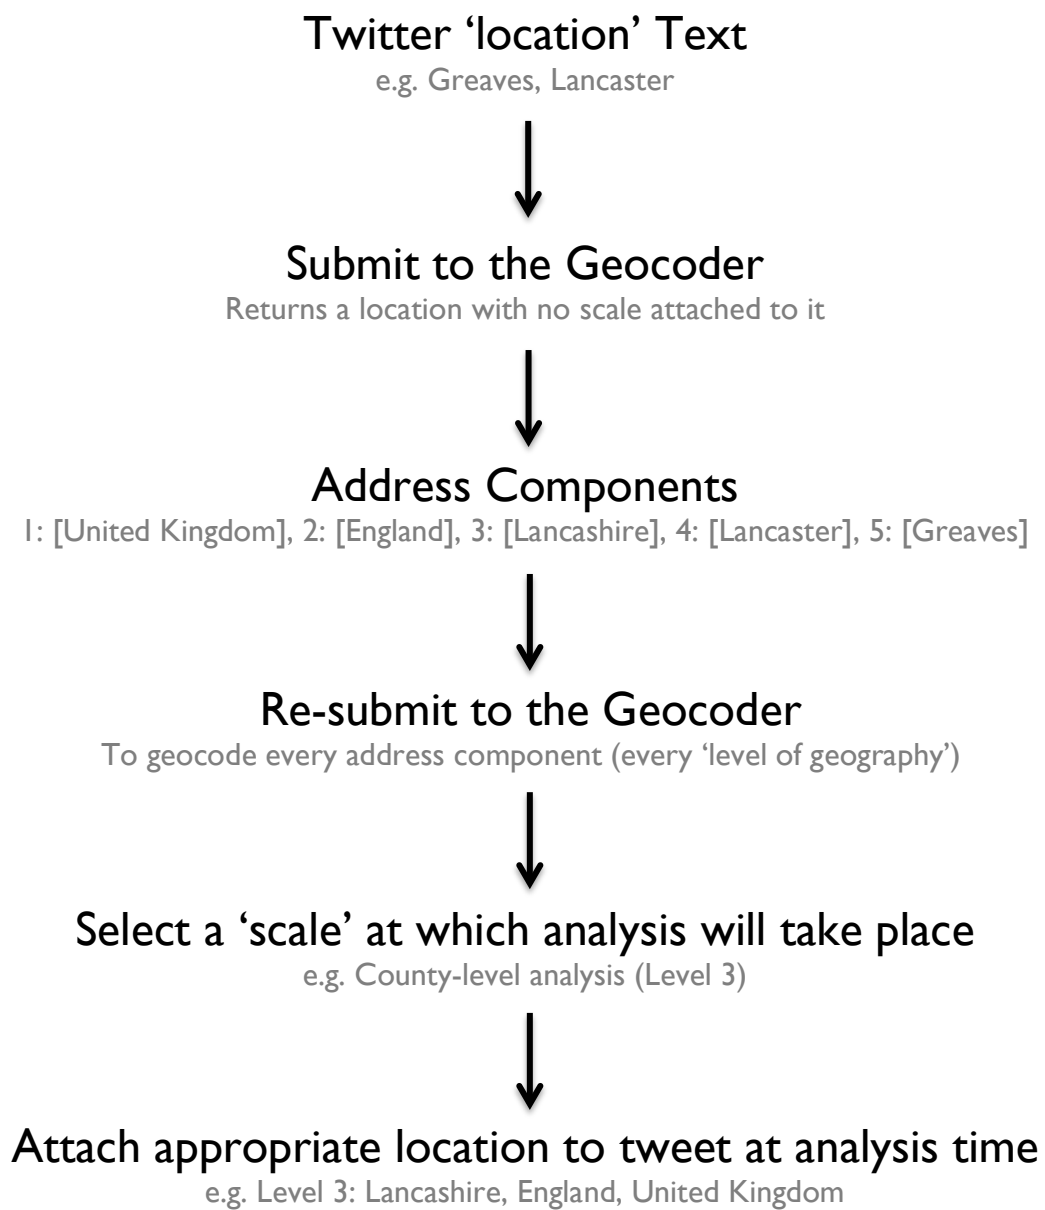 Twitter ‘location’ Text
e.g. Greaves, Lancaster
Submit to the Geocoder
Returns a location with no scale attached to it
Address Components
1: [United Kingdom], 2: [England], 3: [Lancashire], 4: [Lancaster], 5: [Greaves]
Re-submit to the Geocoder
To geocode every address component (every ‘level of geography’)
Select a ‘scale’ at which analysis will take place
e.g. County-level analysis (Level 3)
Attach appropriate location to tweet at analysis time
e.g. Level 3: Lancashire, England, United Kingdom